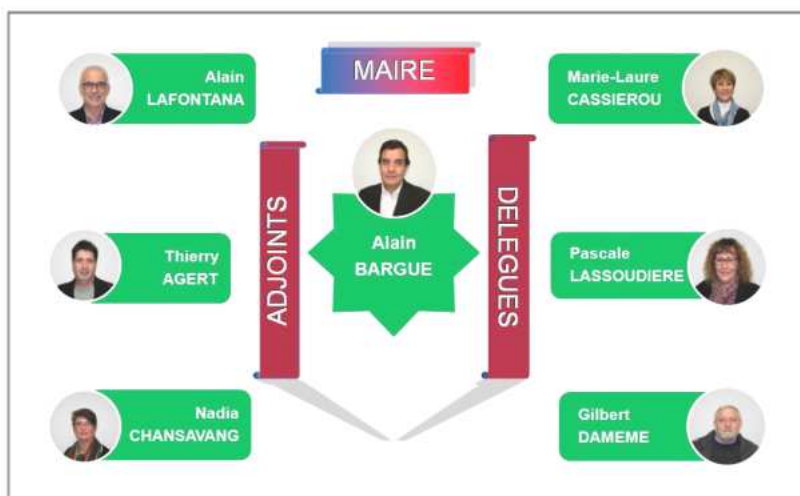 MAIRE
Alain
LAFONTANA
Marie-Laure
CASSIEROU
ADJOINTS
Alain
BARGUE
DELEGUES
Thierry
AGERT
Pascale
LASSOUDIERE
Nadia
CHANSAVANG
Gilbert
DAMEME